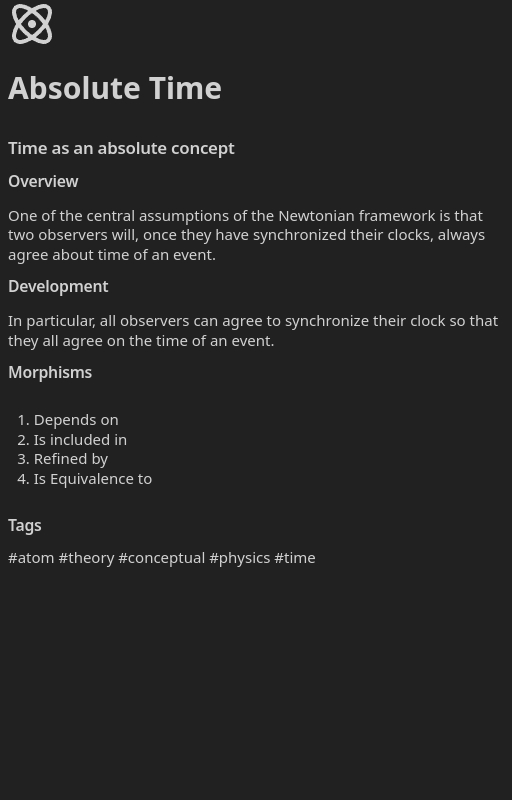 Absolute Time
Time as an absolute concept
Overview
One of the central assumptions of the Newtonian framework is that
two observers will, once they have synchronized their clocks, always
agree about time of an event.
Development
In particular, all observers can agree to synchronize their clock so that
they all agree on the time of an event.
Morphisms
1. Depends on
2. Is included in
3. Refined by
4. Is Equivalence to
Tags
#atom #theory #conceptual #physics #time